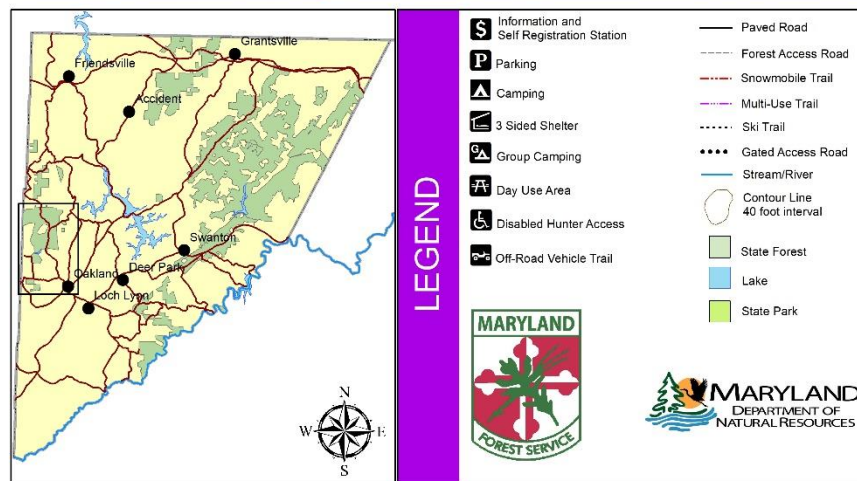 Grantsville
Friendsville
Accident
Swanton
Deer Park
Oakland
Loch Lynn
N
W
E
S
LEGEND
$
Information and
Self Registration Station
P
Parking
Camping
3 Sided Shelter
G
Group Camping
Day Use Area
Disabled Hunter Access
Off-Road Vehicle Trail
MARYLAND
FOREST SERVICE
Paved Road
Forest Access Road
Snowmobile Trail
Multi-Use Trail
Ski Trail
Gated Access Road
Stream/River
Contour Line
40 foot interval
State Forest
Lake
State Park
MARYLAND
DEPARTMENT OF
NATURAL RESOURCES